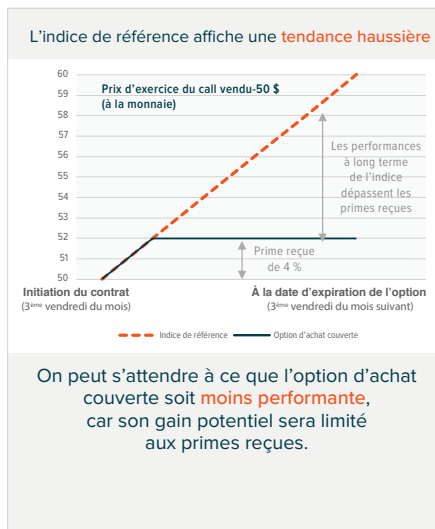 L'indice de référence affiche une tendance haussière
60
59
58
57
56
55
54
53
52
51
50
Prix d'exercice du call vendu-50 $
(à la monnaie)
Les performances
à long terme
de l'indice
dépassent les
primes reçues
Prime reçue
de 4 %
Initiation du contrat
(3ème vendredi du mois)
À la date d'expiration de l'option
(3ème vendredi du mois suivant)
Indice de référence
Option d'achat couverte
On peut s'attendre à ce que l'option d'achat
couverte soit moins performante,
car son gain potentiel sera limité
aux primes reçues.